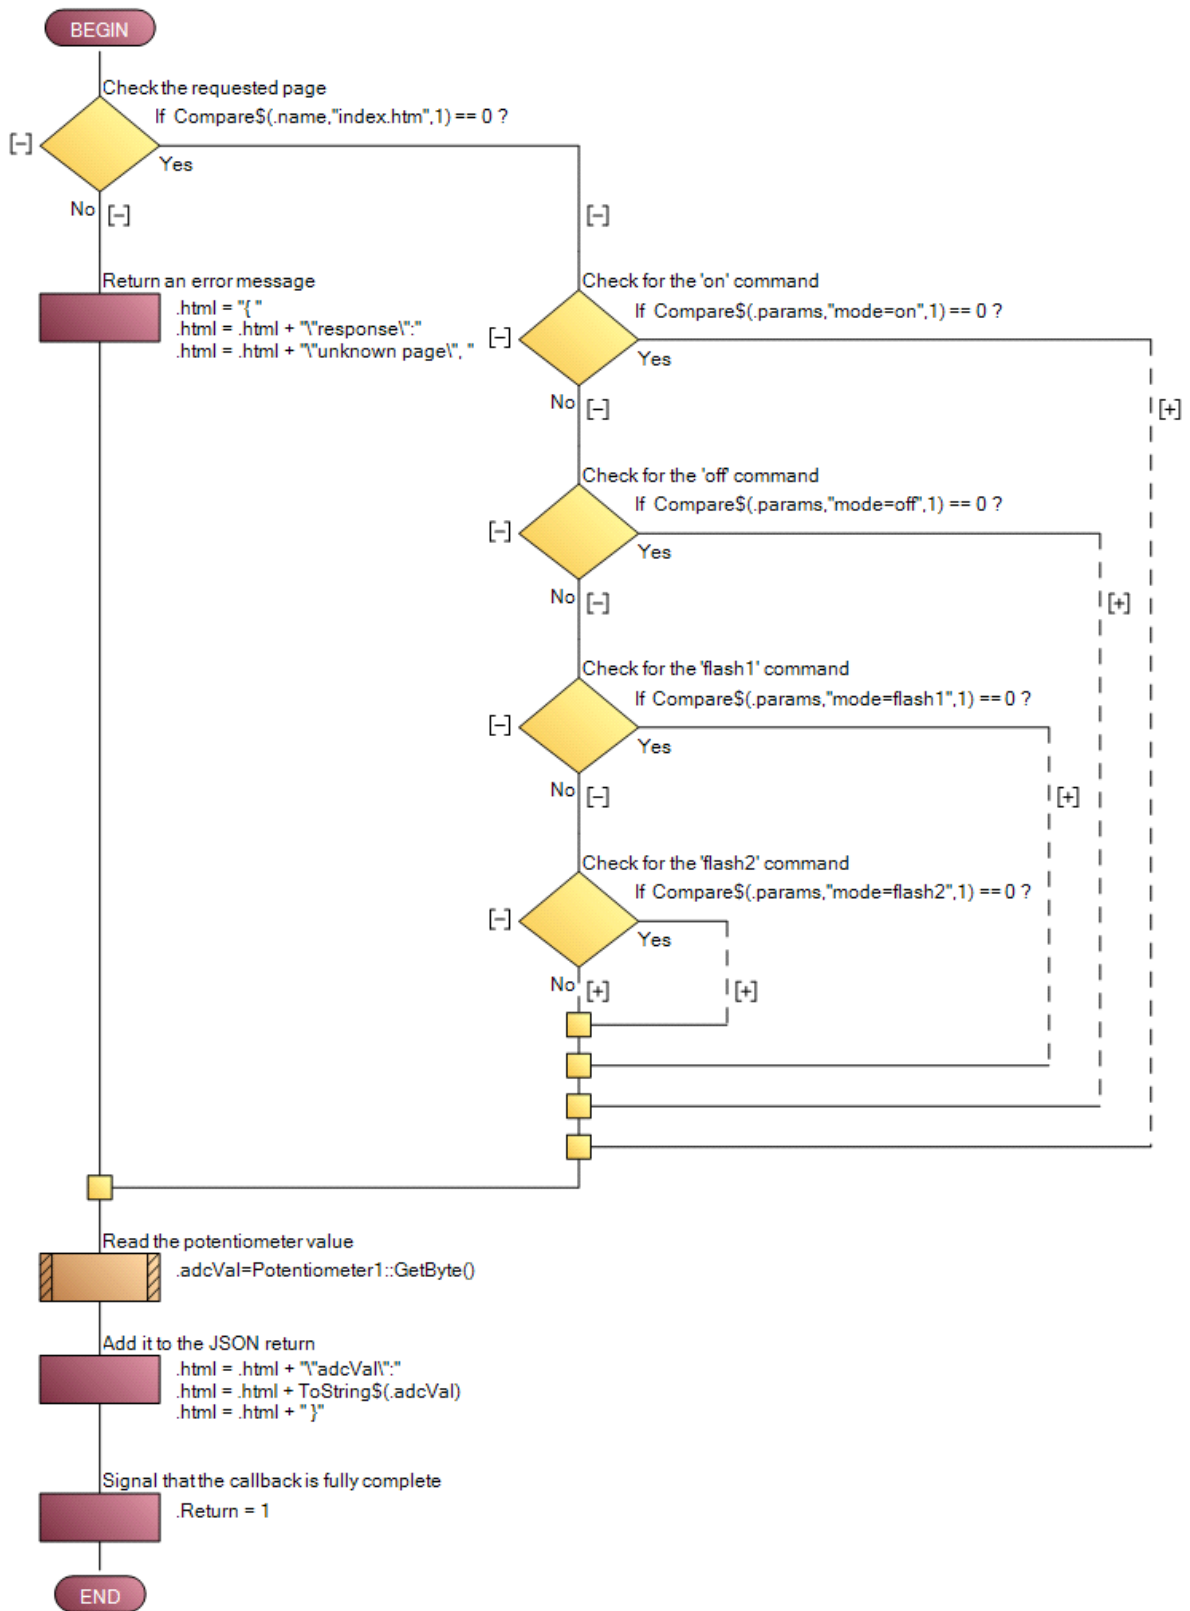 BEGIN
Check the requested page
If Compare$(.name,"index.htm",1) == 0 ?
[-]
Yes
No
[-]
[-]
Return an error message
.html = "{ "
.html = .html + "\"response\":"
.html = .html + "\"unknown page\", "
Check for the 'on' command
If Compare$(.params,"mode=on",1) == 0 ?
[-]
Yes
No
[-]
[+]
Check for the 'off' command
If Compare$(.params,"mode=off",1) == 0 ?
[-]
Yes
No
[-]
[+]
Check for the 'flash1' command
If Compare$(.params,"mode=flash1",1) == 0 ?
[-]
Yes
No
[-]
[+]
Check for the 'flash2' command
If Compare$(.params,"mode=flash2",1) == 0 ?
[-]
Yes
No
[+]
[+]
Read the potentiometer value
.adcVal=Potentiometer1::GetByte()
Add it to the JSON return
.html = .html + "\"adcVal\":"
.html = .html + ToString$(.adcVal)
.html = .html + " }"
Signal that the callback is fully complete
.Return = 1
END